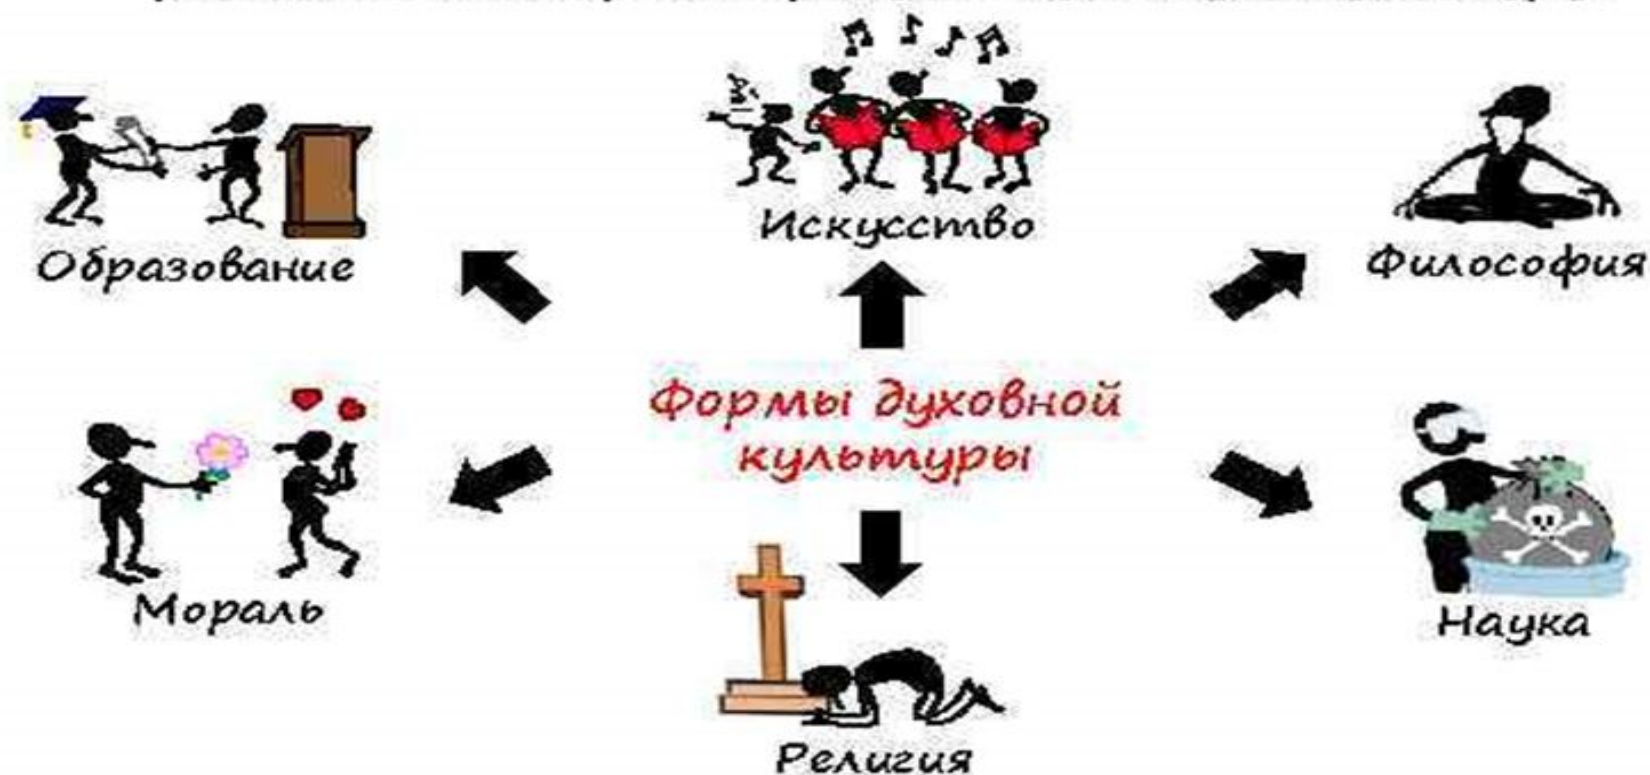 Искусство
Образование
Философия
Формы духовной
культуры
Мораль
Наука
Религия